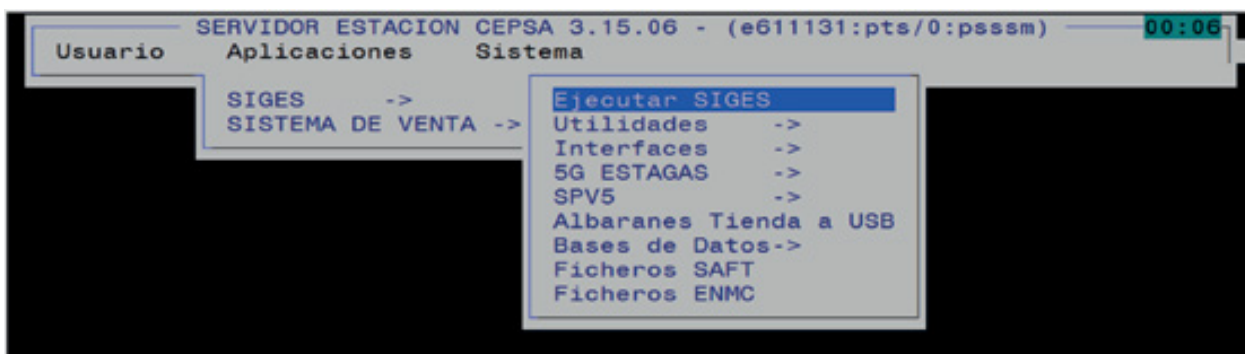 SERVIDOR ESTACION CEPSA 3.15.06 - (e611131:pts/0:psssm) 00:06
Usuario Aplicaciones Sistema
SIGES ->
SISTEMA DE VENTA ->
Ejecutar SIGES
Utilidades ->
Interfaces ->
5G ESTAGAS ->
SPV5 ->
Albaranes Tienda a USB
Bases de Datos->
Ficheros SAFT
Ficheros ENMC